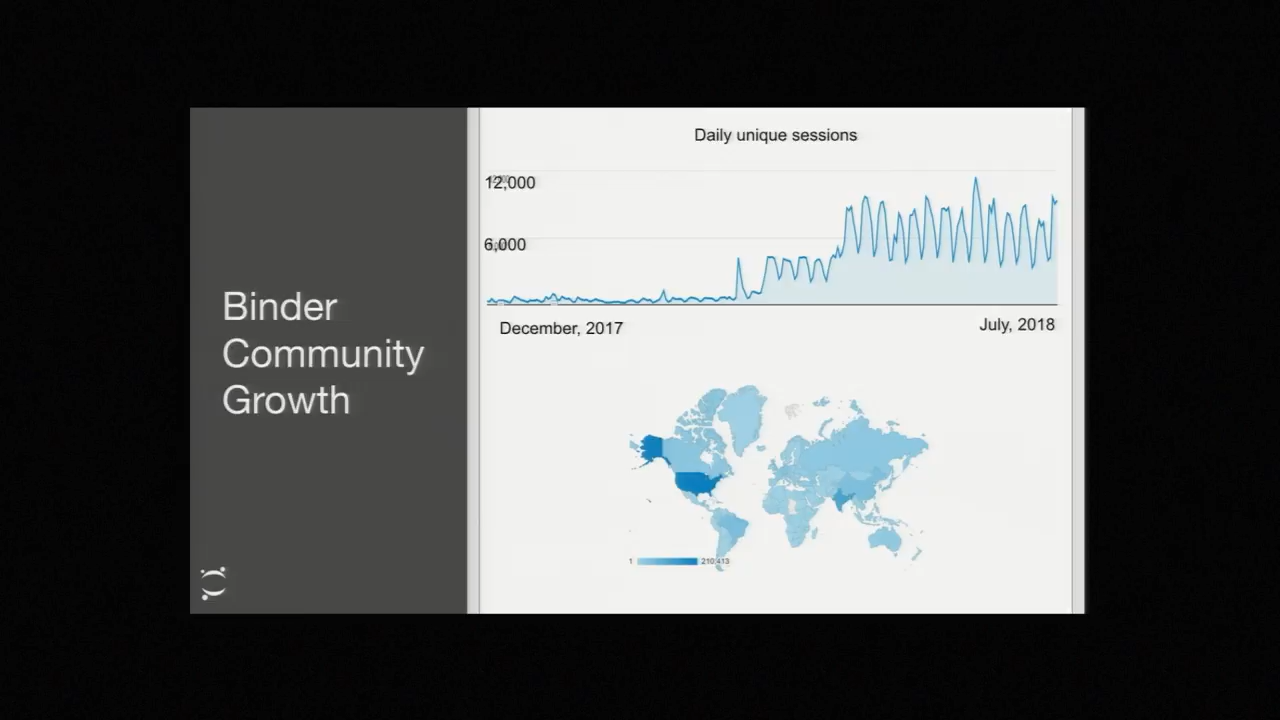 Binder
Community
Growth
Daily unique sessions
12,000
6,000
December, 2017
July, 2018
1
210,413